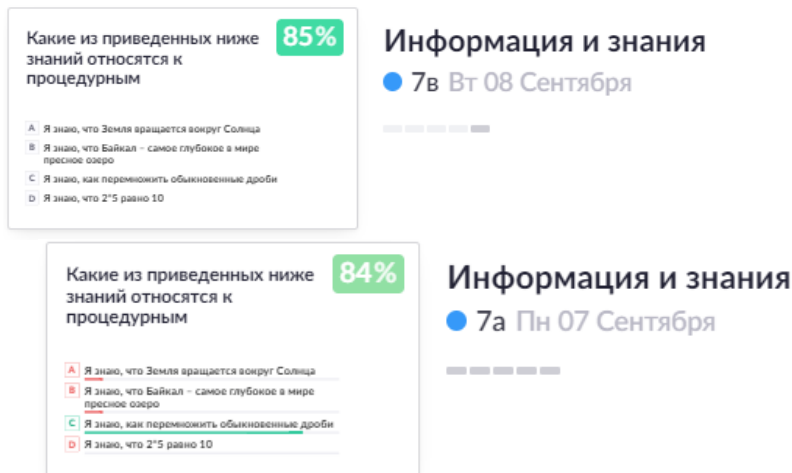 Какие из приведенных ниже
знаний относятся к
процедурным
85%
A Я знаю, что Земля вращается вокруг Солнца
B Я знаю, что Байкал – самое глубокое в мире
пресное озеро
C Я знаю, как перемножить обыкновенные дроби
D Я знаю, что 2*5 равно 10
Информация и знания
7в Вт 08 Сентября
Какие из приведенных ниже
знаний относятся к
процедурным
84%
A Я знаю, что Земля вращается вокруг Солнца
B Я знаю, что Байкал – самое глубокое в мире
пресное озеро
C Я знаю, как перемножить обыкновенные дроби
D Я знаю, что 2*5 равно 10
Информация и знания
7а Пн 07 Сентября